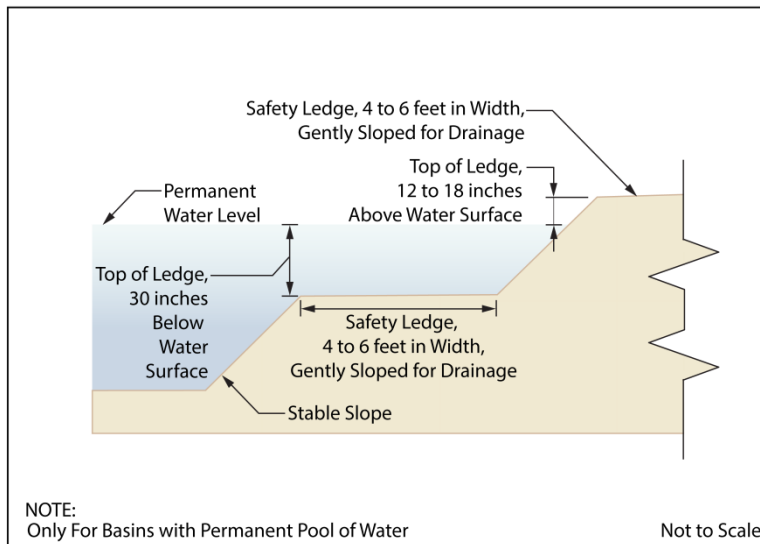 Safety Ledge, 4 to 6 feet in Width,
Gently Sloped for Drainage
Top of Ledge,
12 to 18 inches
Above Water Surface
Permanent
Water Level
Top of Ledge,
30 inches
Below
Water
Surface
Safety Ledge,
4 to 6 feet in Width,
Gently Sloped for Drainage
Stable Slope
NOTE:
Only For Basins with Permanent Pool of Water
Not to Scale